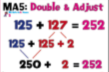 MA5: Double & Adjust
125 + 127 = 252
125 + 125 + 2
250 + 2 = 252